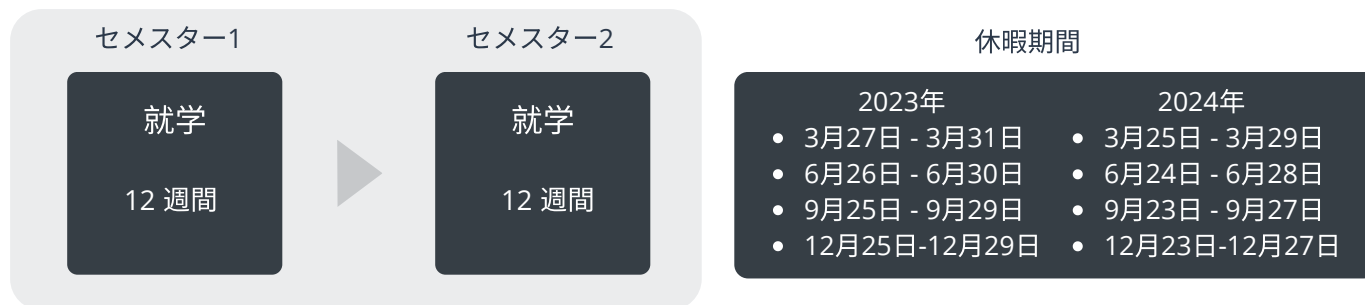 セメスター1
就学
12 週間
セメスター2
就学
12 週間
休暇期間
2023年
• 3月27日 - 3月31日
• 6月26日 - 6月30日
• 9月25日 - 9月29日
• 12月25日-12月29日
2024年
• 3月25日 - 3月29日
• 6月24日 - 6月28日
• 9月23日 - 9月27日
• 12月23日-12月27日